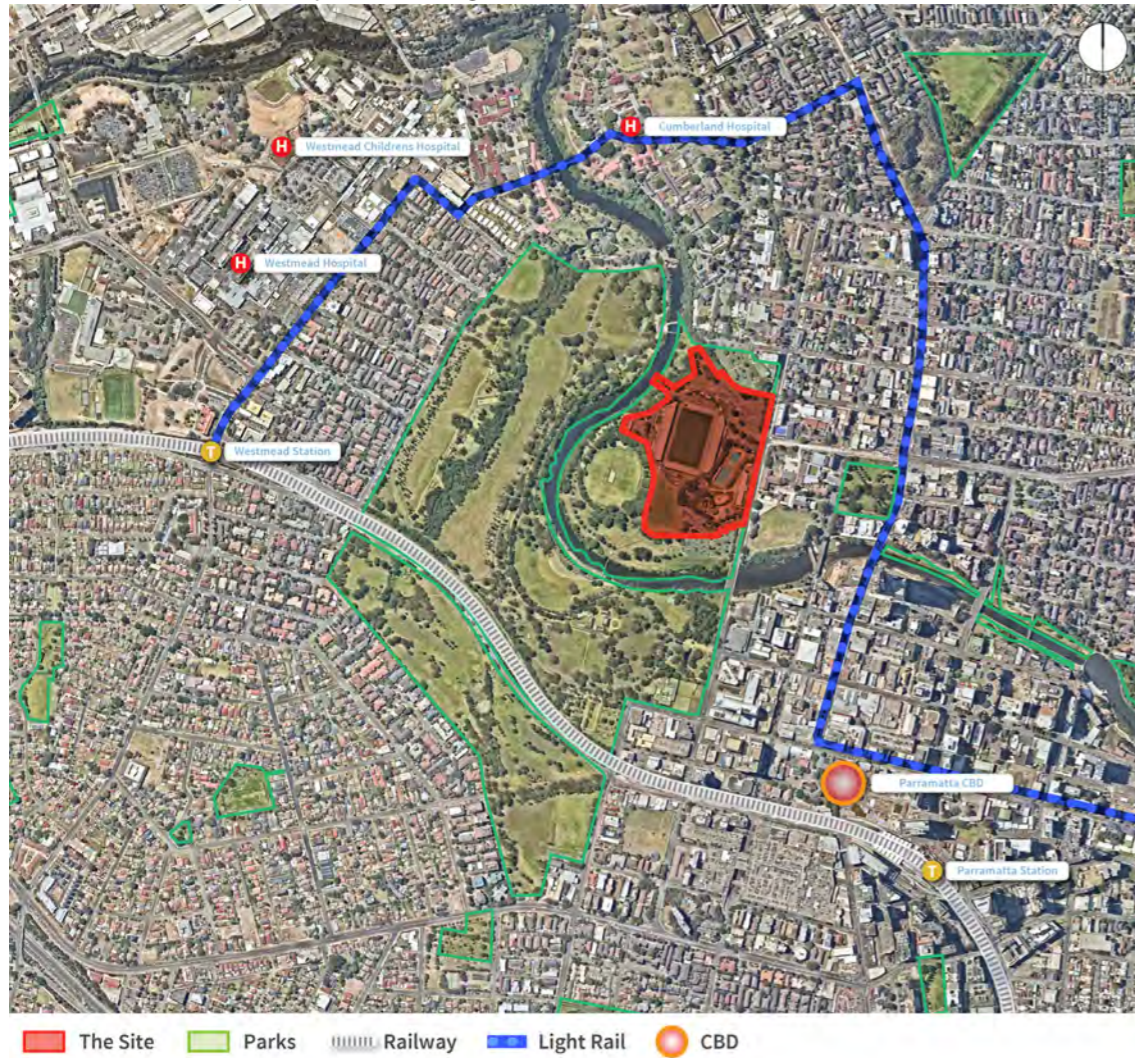 H Cumberland Hospital
H Westmead Childrens Hospital
H Westmead Hospital
T Westmead Station
Parramatta CBD
T Parramatta Station
The Site Parks Railway Light Rail CBD